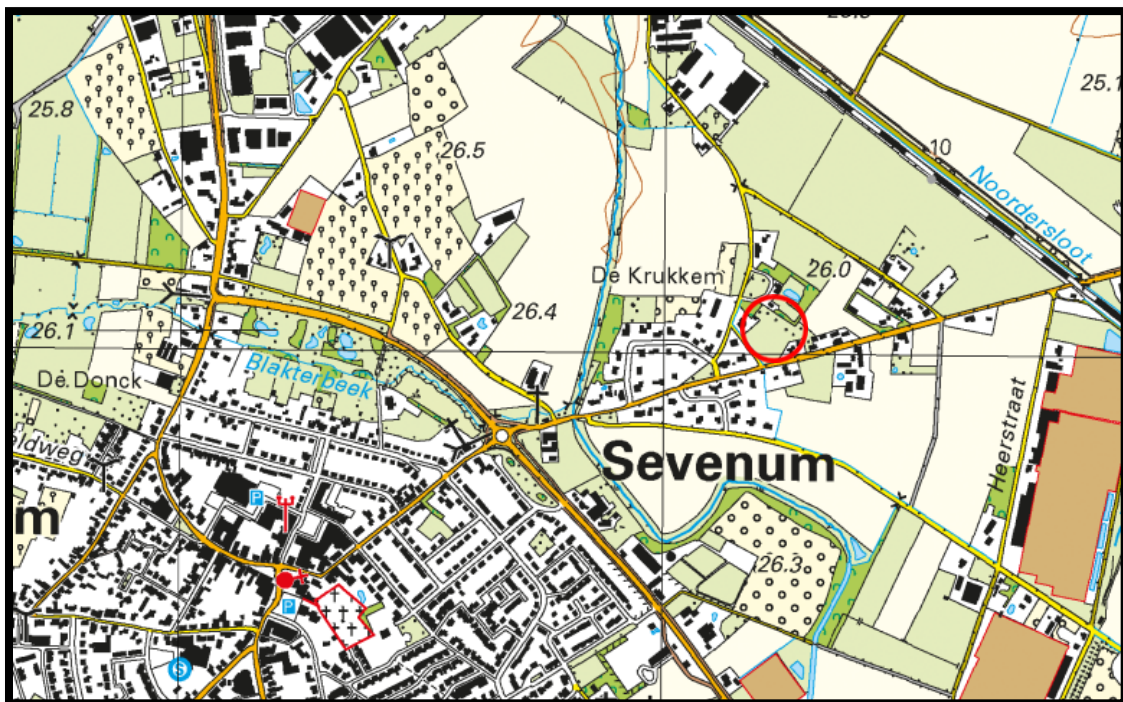 25.8
26.5
25.1
10
Noordersloot
De Krukkem
26.0
26.4
26.1
Blakterbeek
De Donck
Heerstraat
oldweg
Sevenum
P
m
26.3
P
S